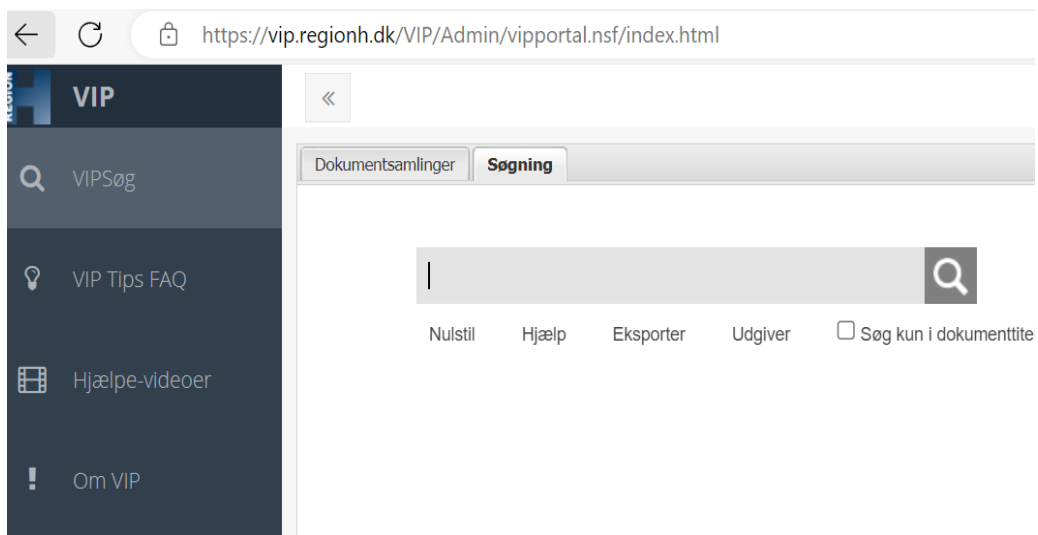 https://vip.regionh.dk/VIP/Admin/vipportal.nsf/index.html
REGION
VIP
VIPSøg
VIP Tips FAQ
Hjælpe-videoer
Om VIP
Dokumentsamlinger Søgning
Nulstil Hjælp Eksporter Udgiver Søg kun i dokumenttite